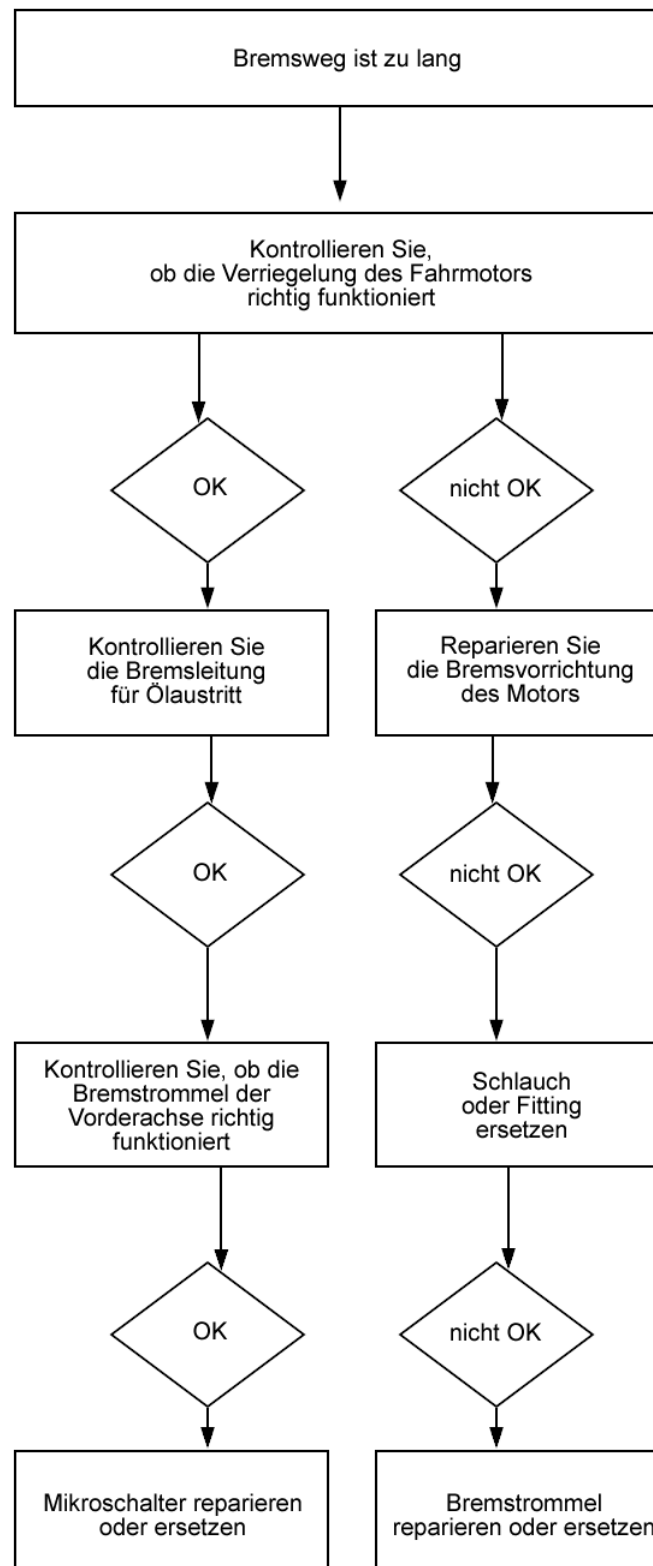 Bremsweg ist zu lang
Kontrollieren Sie,
ob die Verriegelung des Fahrmotors
richtig funktioniert
OK
nicht OK
Kontrollieren Sie
die Bremsleitung
für Ölaustritt
Reparieren Sie
die Bremsvorrichtung
des Motors
OK
nicht OK
Kontrollieren Sie, ob die
Bremstrommel der
Vorderachse richtig
funktioniert
Schlauch
oder Fitting
ersetzen
OK
nicht OK
Mikroschalter reparieren
oder ersetzen
Bremstrommel
reparieren oder ersetzen